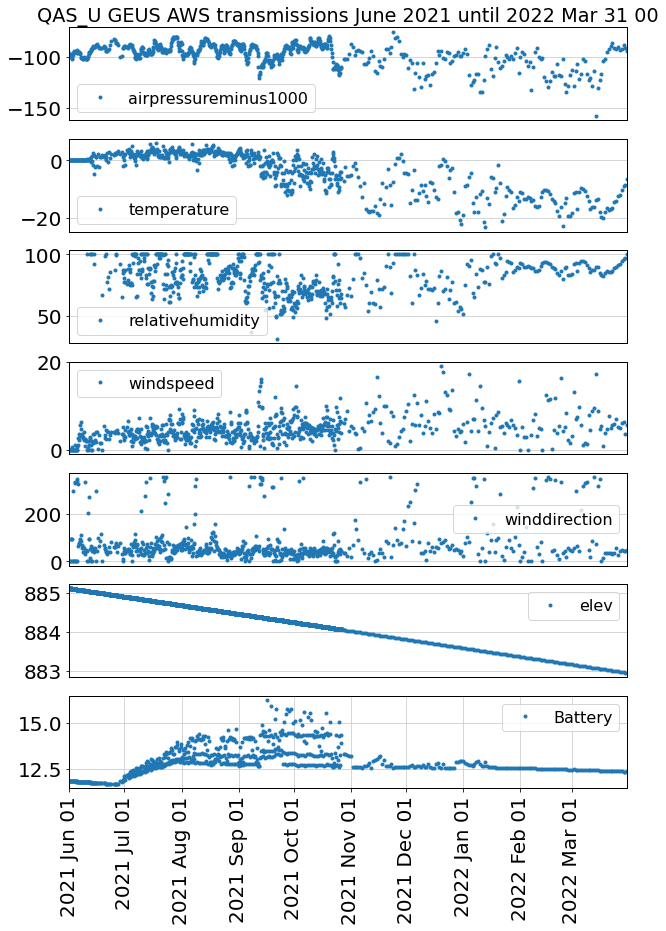 QAS_U GEUS AWS transmissions June 2021 until 2022 Mar 31 00
−100
−150
airpressureminus1000
0
−20
temperature
100
50
relativehumidity
20
0
windspeed
200
0
winddirection
885
884
883
elev
15.0
12.5
Battery
2021 Jun 01
2021 Jul 01
2021 Aug 01
2021 Sep 01
2021 Oct 01
2021 Nov 01
2021 Dec 01
2022 Jan 01
2022 Feb 01
2022 Mar 01